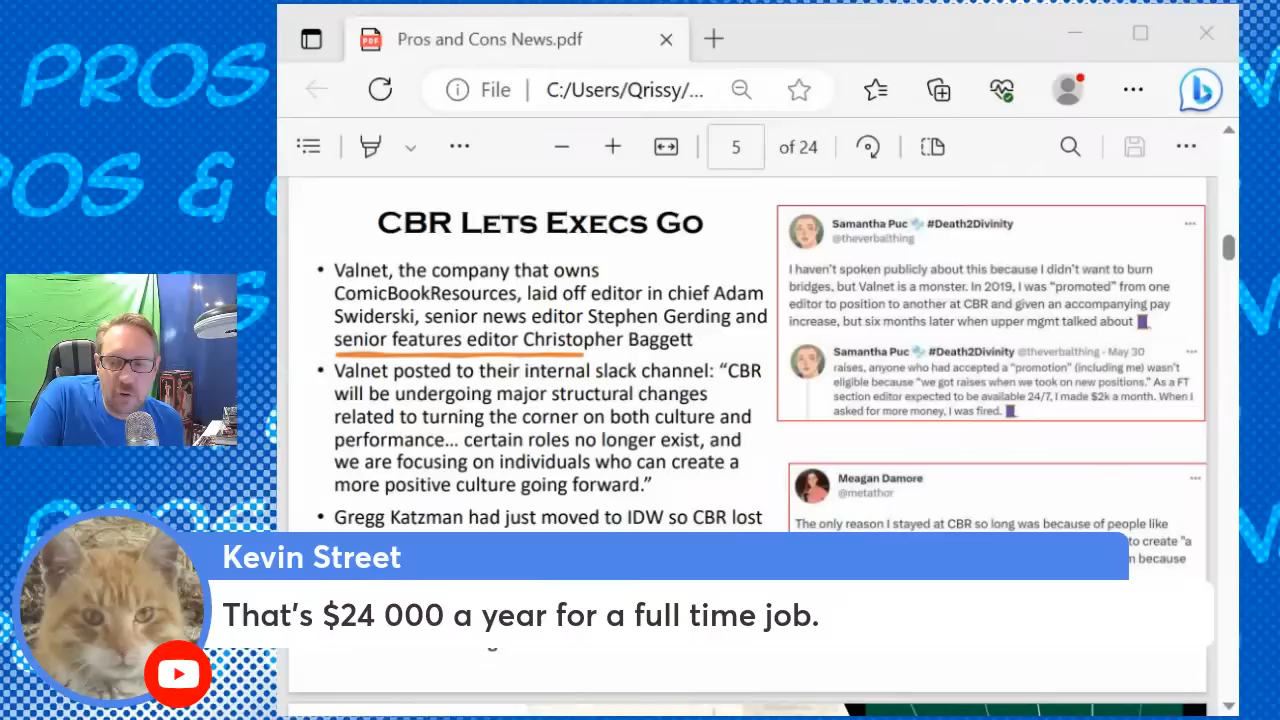 PROS
PROS & C
Pros and Cons News.pdf
File
C:/Users/Qrissy/...
5
of 24
CBR Lets Execs Go
• Valnet, the company that owns
ComicBookResources, laid off editor in chief Adam
Swiderski, senior news editor Stephen Gerding and
senior features editor Christopher Baggett
• Valnet posted to their internal slack channel: “CBR
will be undergoing major structural changes
related to turning the corner on both culture and
performance… certain roles no longer exist, and
we are focusing on individuals who can create a
more positive culture going forward.”
• Gregg Katzman had just moved to IDW so CBR lost
Samantha Puc #Death2Divinity
@theverbalthing
I haven’t spoken publicly about this because I didn’t want to burn
bridges, but Valnet is a monster. In 2019, I was “promoted” from one
editor to position to another at CBR and given an accompanying pay
increase, but six months later when upper mgmt talked about
Samantha Puc #Death2Divinity @theverbalthing · May 30
raises, anyone who had accepted a “promotion” (including me) wasn’t
eligible because “we got raises when we took on new positions.” As a FT
section editor expected to be available 24/7, I made $2k a month. When I
asked for more money, I was fired.
Meagan Damore
@metathor
The only reason I stayed at CBR so long was because of people like
to create “a
because
Kevin Street
That’s $24 000 a year for a full time job.